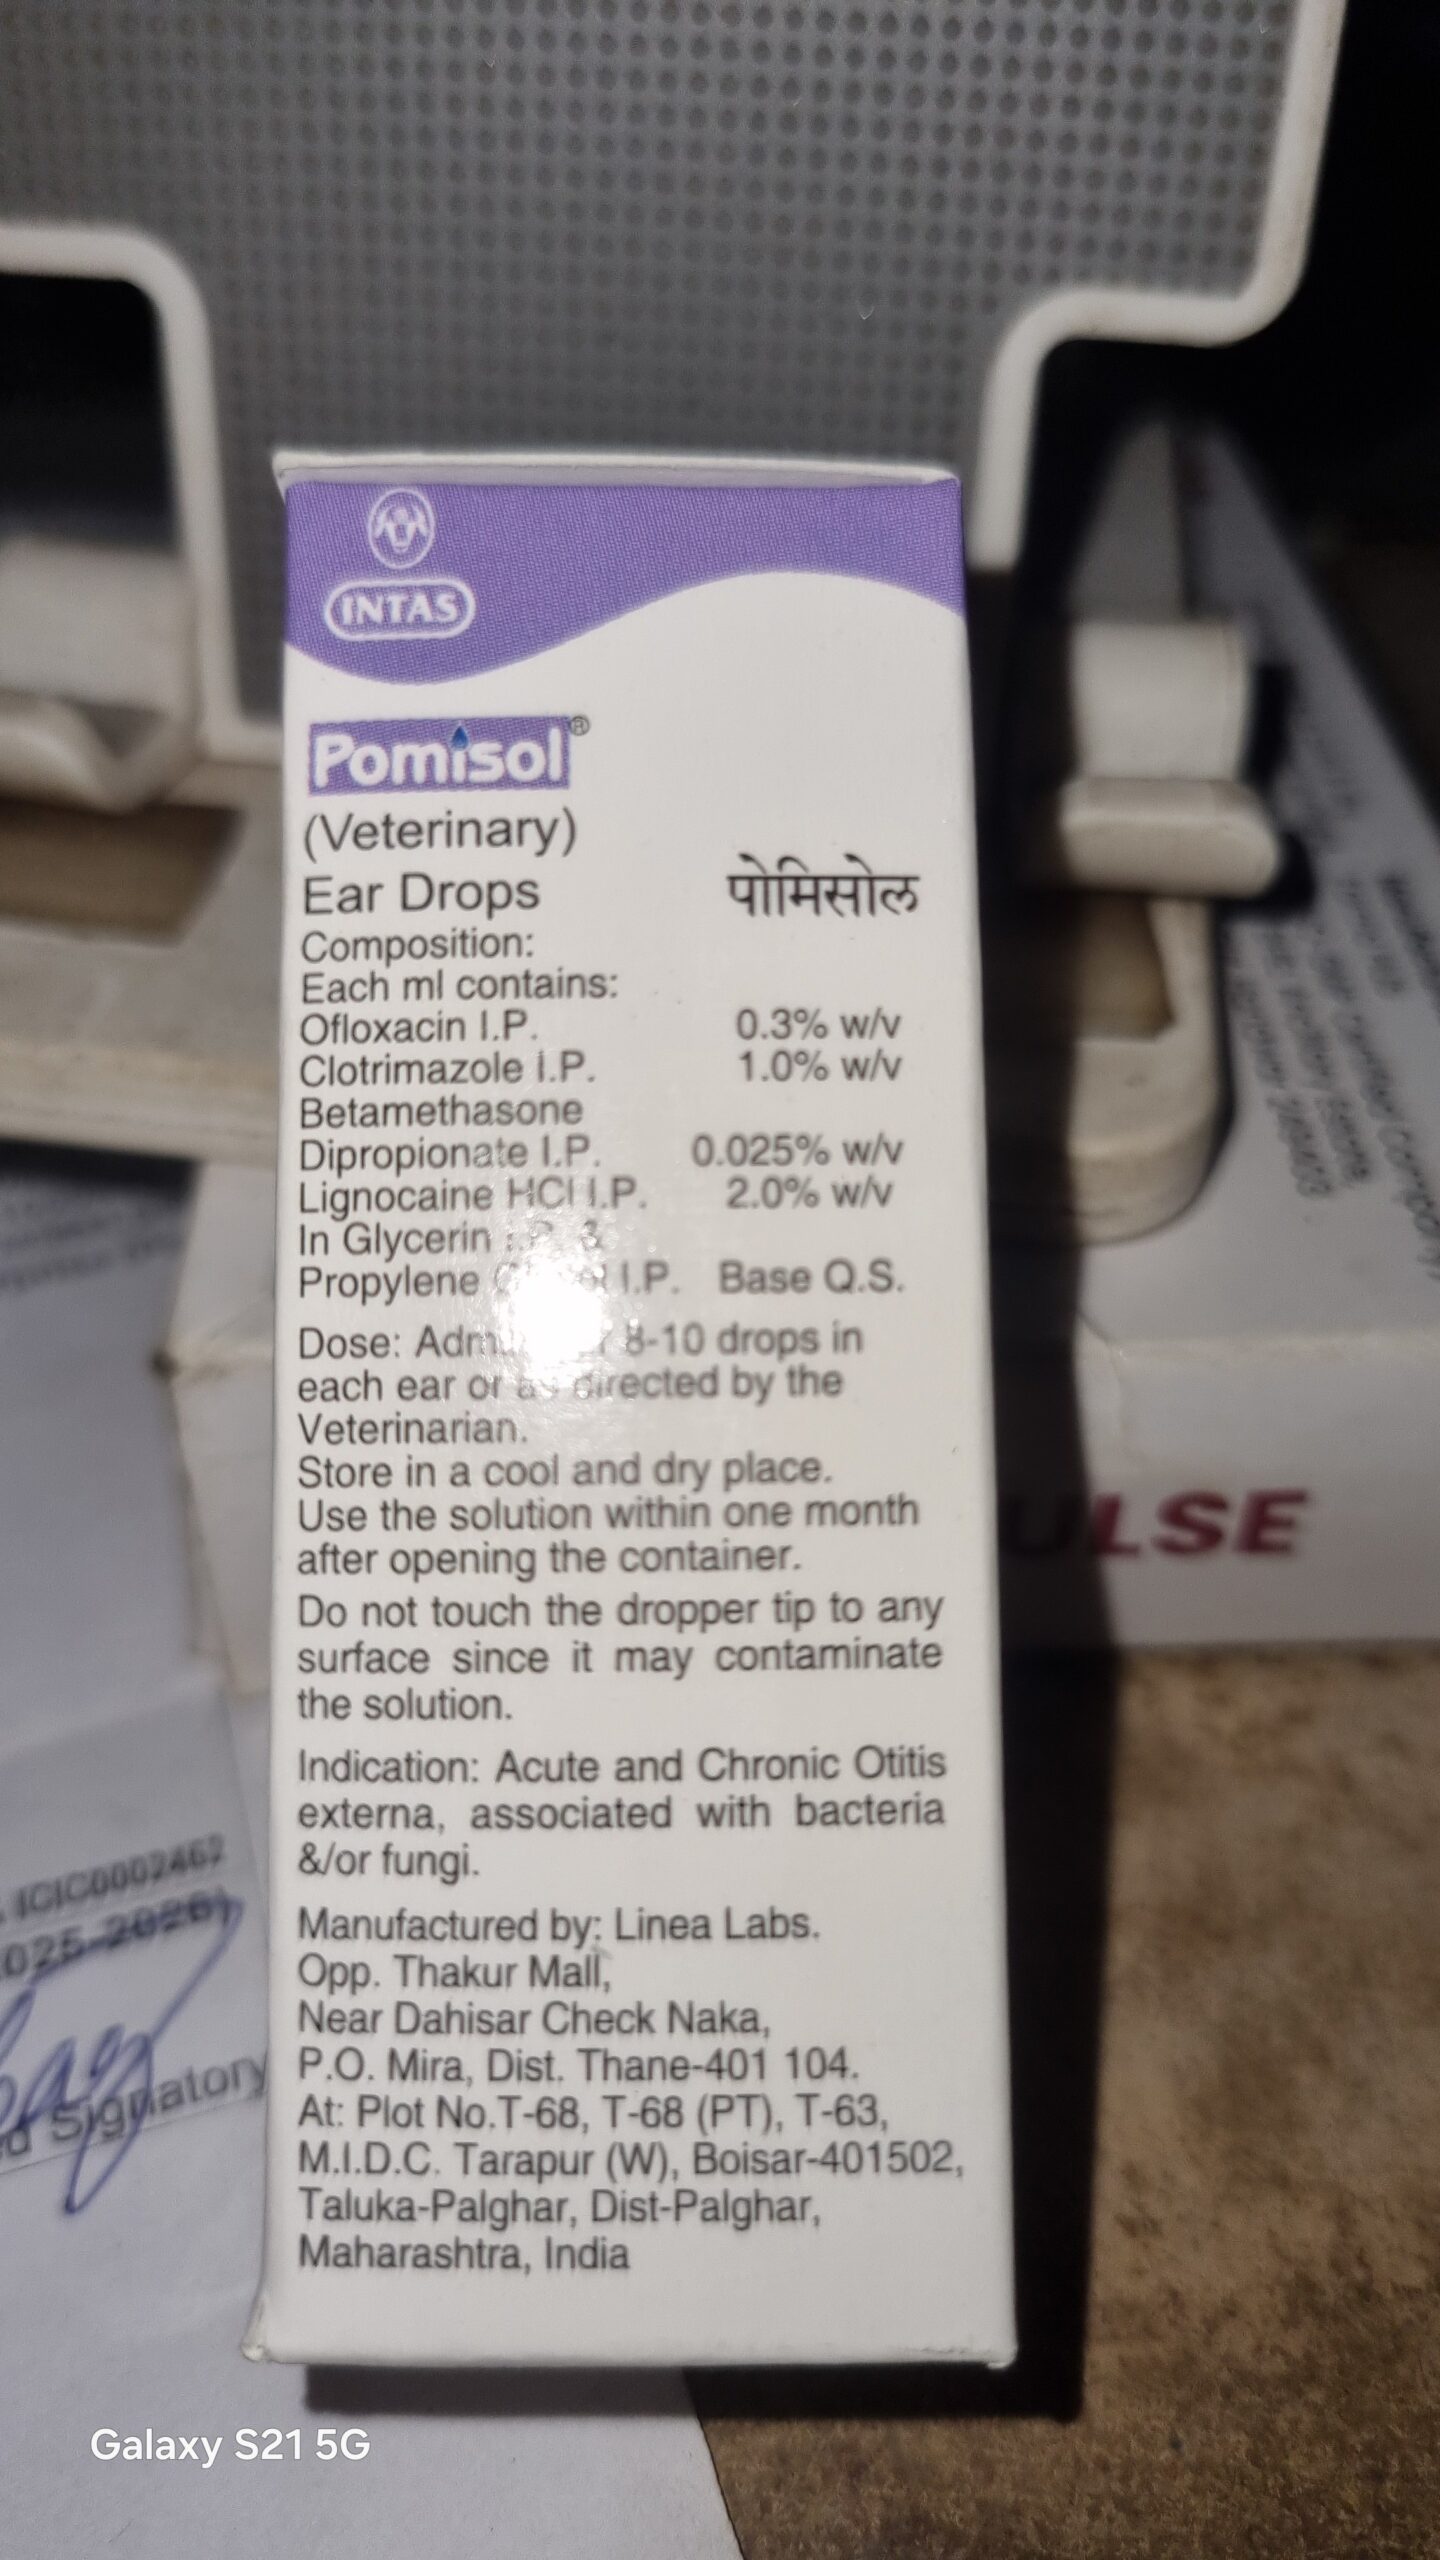 INTAS
Pomisol®
(Veterinary)
Ear Drops पोमिसोल
Composition:
Each ml contains:
Ofloxacin I.P. 0.3% w/v
Clotrimazole I.P. 1.0% w/v
Betamethasone
Dipropionate I.P. 0.025% w/v
Lignocaine HCl I.P. 2.0% w/v
In Glycerin I.P. &
Propylene I.P. Base Q.S.
Dose: 8-10 drops in
each ear or as directed by the
Veterinarian.
Store in a cool and dry place.
Use the solution within one month
after opening the container.
Do not touch the dropper tip to any
surface since it may contaminate
the solution.
Indication: Acute and Chronic Otitis
externa, associated with bacteria
&/or fungi.
Manufactured by: Linea Labs.
Opp. Thakur Mall,
Near Dahisar Check Naka,
P.O. Mira, Dist. Thane-401 104.
At: Plot No.T-68, T-68 (PT), T-63,
M.I.D.C. Tarapur (W), Boisar-401502,
Taluka-Palghar, Dist-Palghar,
Maharashtra, India
ULSE
ICIC0002462
Signatory
Galaxy S21 5G